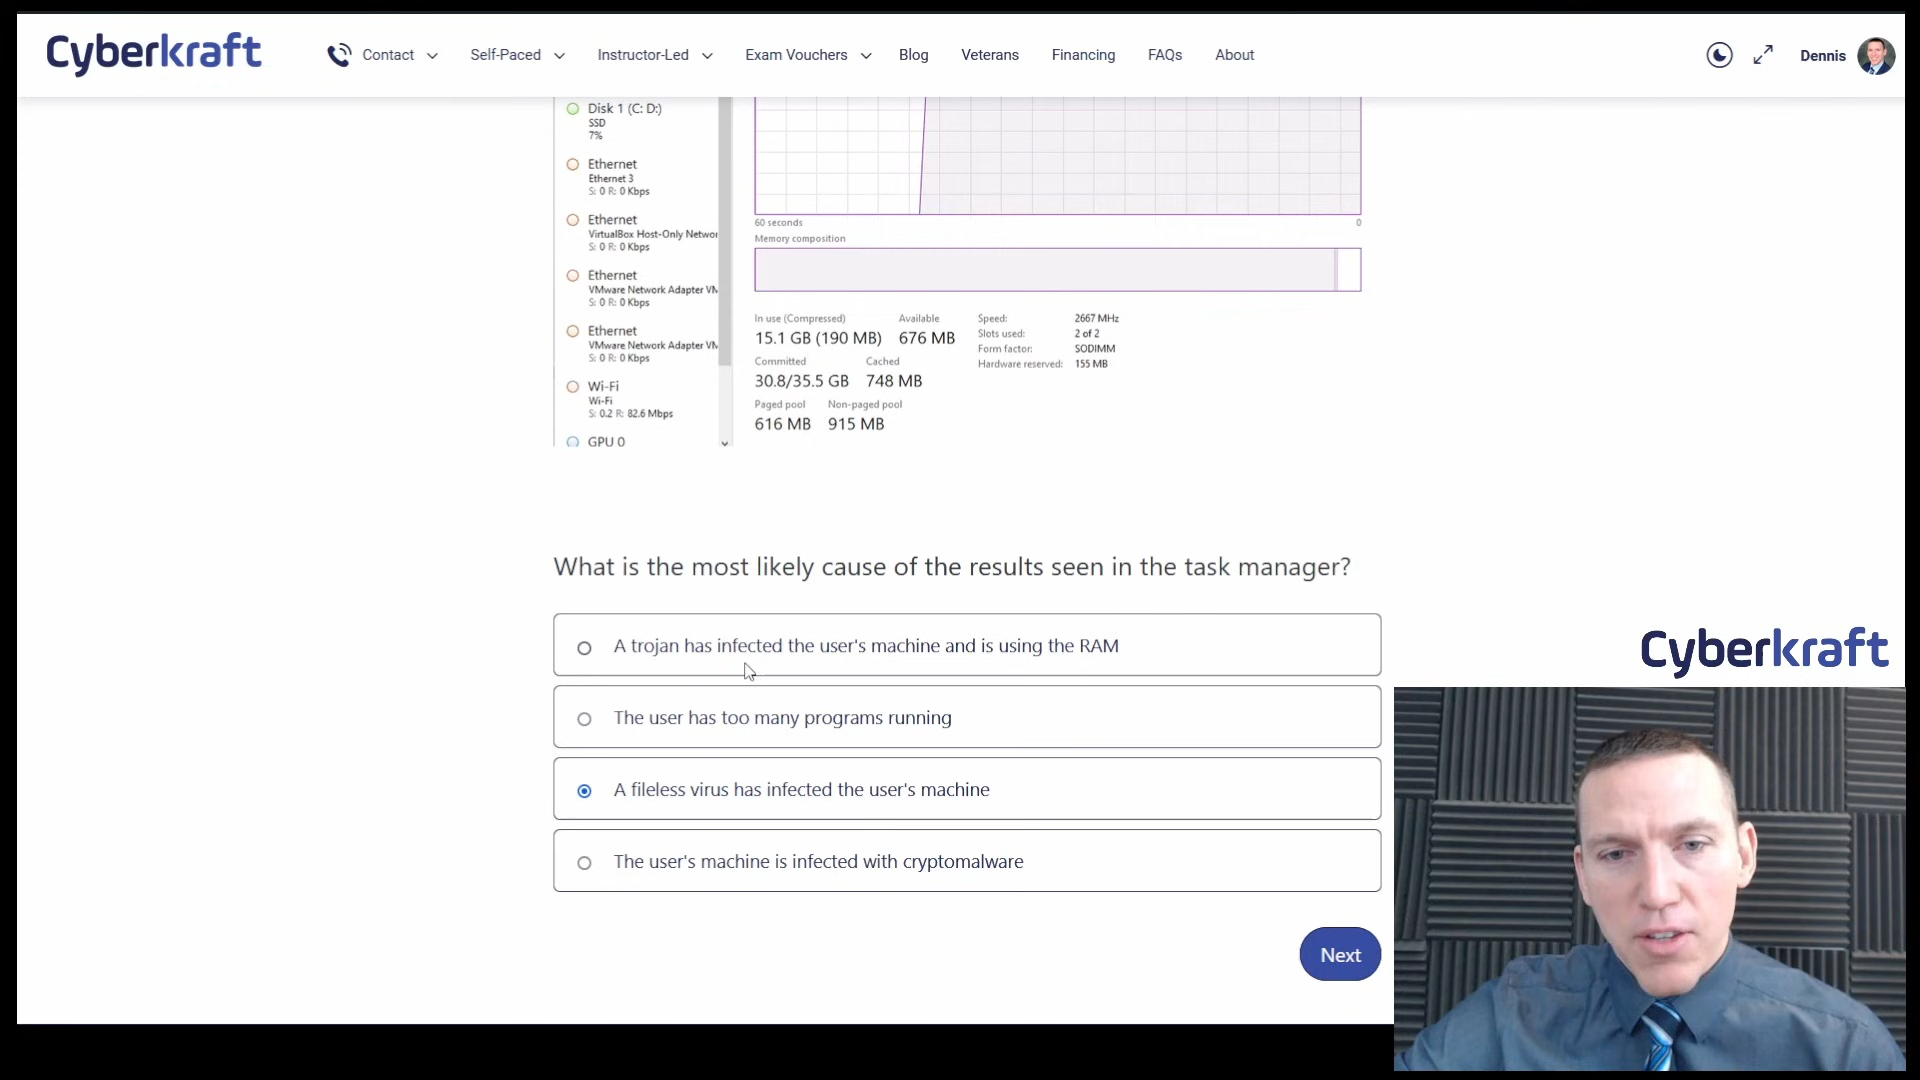 Cyberkraft
Contact Self-Paced Instructor-Led Exam Vouchers Blog Veterans Financing FAQs About
Dennis
Disk 1 (C: D:)
SSD
7%
Ethernet
Ethernet 3
S: 0 R: 0 Kbps
Ethernet
VirtualBox Host-Only Networ
S: 0 R: 0 Kbps
Ethernet
VMware Network Adapter VM
S: 0 R: 0 Kbps
Ethernet
VMware Network Adapter VM
S: 0 R: 0 Kbps
Wi-Fi
Wi-Fi
S: 0.2 R: 82.6 Mbps
GPU 0
60 seconds 0
Memory composition
In use (Compressed) Available
15.1 GB (190 MB) 676 MB
Committed Cached
30.8/35.5 GB 748 MB
Paged pool Non-paged pool
616 MB 915 MB
Speed: 2667 MHz
Slots used: 2 of 2
Form factor: SODIMM
Hardware reserved: 155 MB
What is the most likely cause of the results seen in the task manager?
A trojan has infected the user's machine and is using the RAM
The user has too many programs running
A fileless virus has infected the user's machine
The user's machine is infected with cryptomalware
Next
Cyberkraft